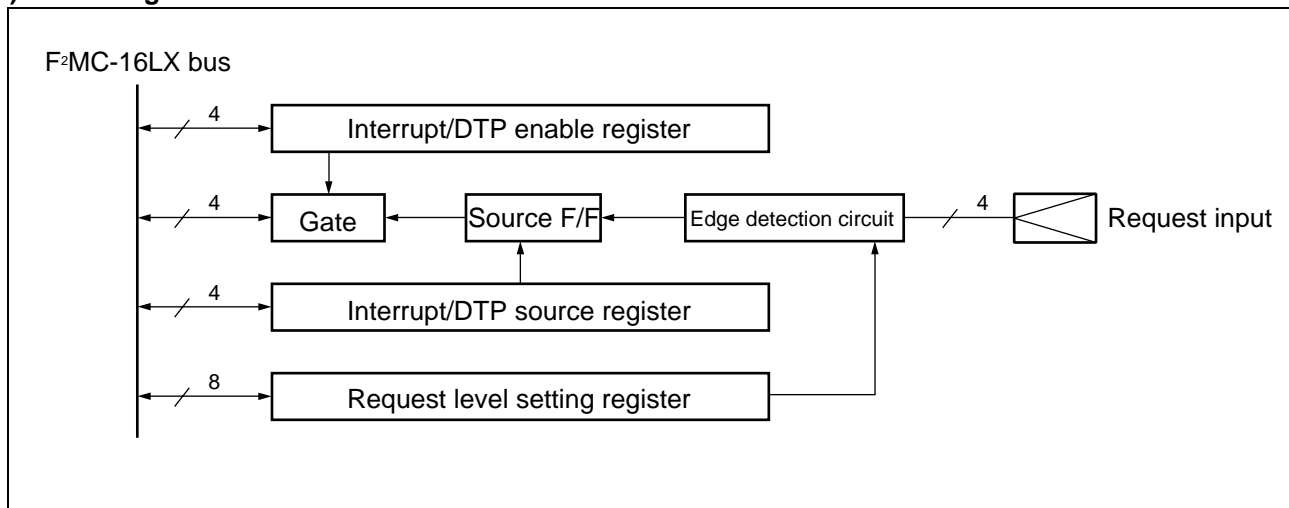 F²MC-16LX bus
4
Interrupt/DTP enable register
4
Gate
Source F/F
Edge detection circuit
4
Request input
4
Interrupt/DTP source register
8
Request level setting register